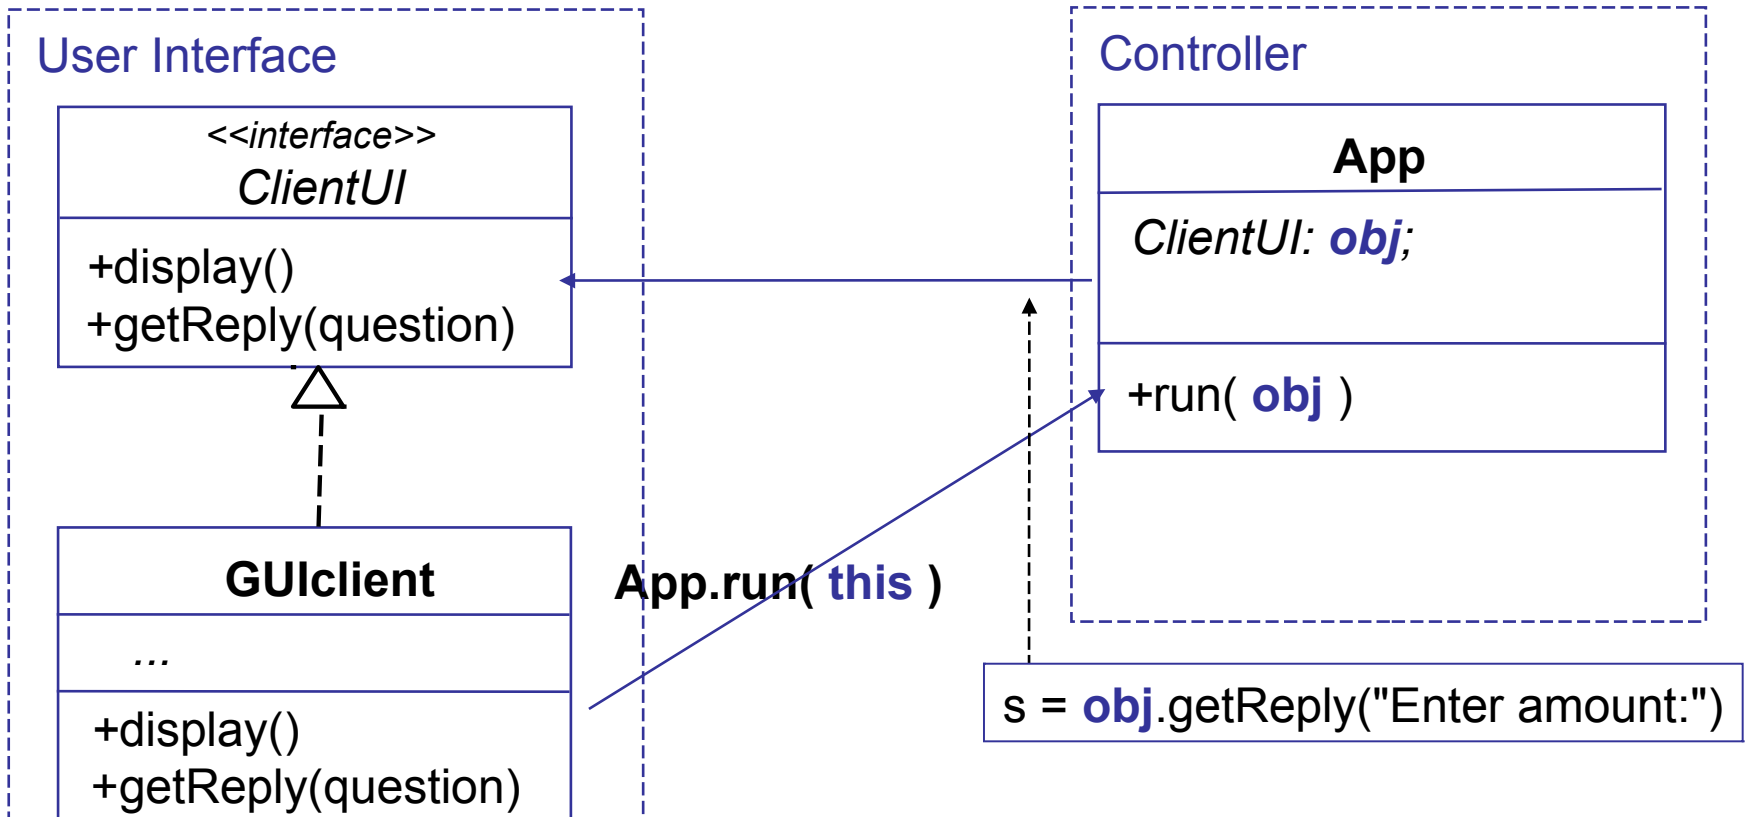 User Interface
<<interface>>
ClientUI
+display()
+getReply(question)
GUIclient
...
+display()
+getReply(question)
App.run( this )
Controller
App
ClientUI: obj;
+run( obj )
s = obj.getReply("Enter amount:")